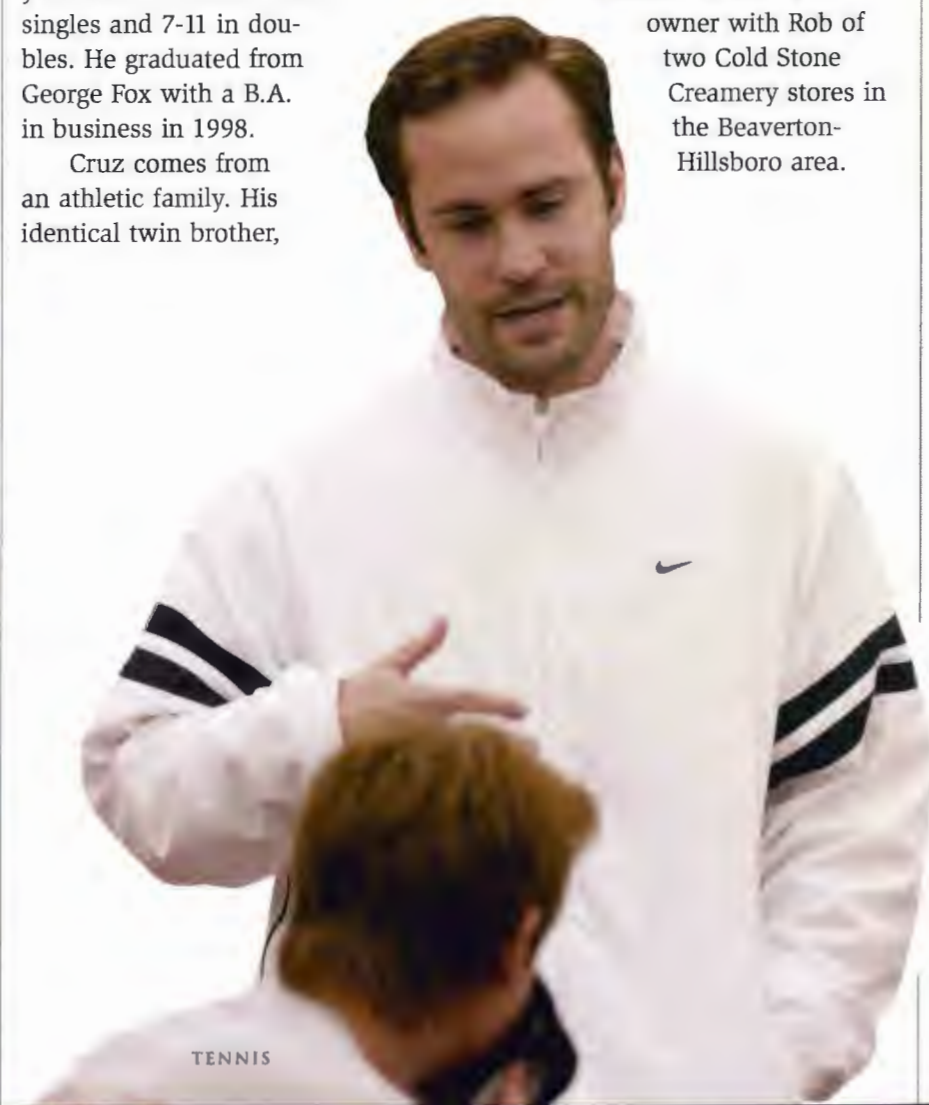 singles and 7-11 in dou-
bles. He graduated from
George Fox with a B.A.
in business in 1998.
Cruz comes from
an athletic family. His
identical twin brother,
owner with Rob of
two Cold Stone
Creamery stores in
the Beaverton-
Hillsboro area.
TENNIS